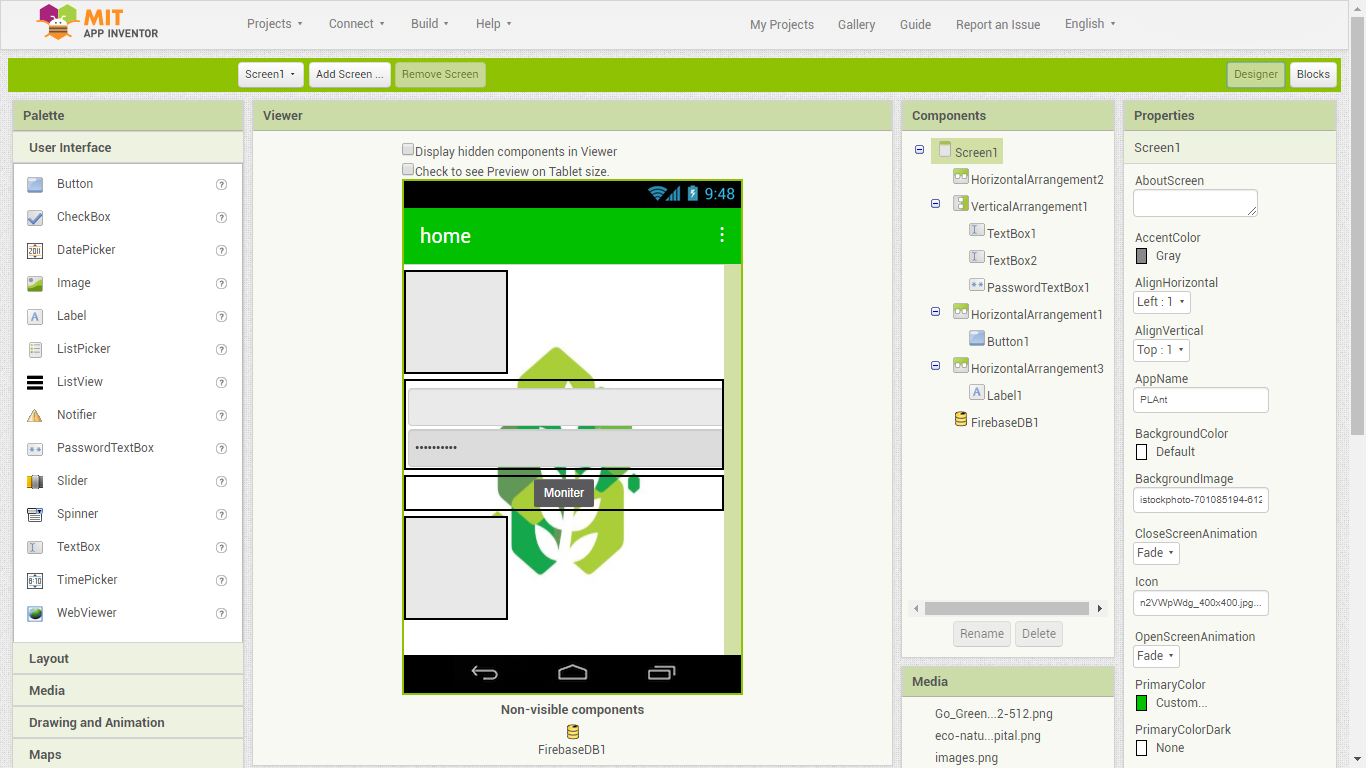 MIT
APP INVENTOR
Projects Connect Build Help My Projects Gallery Guide Report an Issue English
Screen1 Add Screen ... Remove Screen Designer Blocks
Palette
User Interface
Button ?
CheckBox ?
DatePicker ?
Image ?
Label ?
ListPicker ?
ListView ?
Notifier ?
PasswordTextBox ?
Slider ?
Spinner ?
TextBox ?
TimePicker ?
WebViewer ?
Layout
Media
Drawing and Animation
Maps
Viewer
Display hidden components in Viewer
Check to see Preview on Tablet size.
9:48
home
••••••••••
Moniter
Non-visible components
FirebaseDB1
Components
Screen1
HorizontalArrangement2
VerticalArrangement1
TextBox1
TextBox2
PasswordTextBox1
HorizontalArrangement1
Button1
HorizontalArrangement3
Label1
FirebaseDB1
Rename Delete
Media
Go_Green...2-512.png
eco-natu...pital.png
images.png
Properties
Screen1
AboutScreen
AccentColor
Gray
AlignHorizontal
Left : 1
AlignVertical
Top : 1
AppName
PLAnt
BackgroundColor
Default
BackgroundImage
istockphoto-701085194-612
CloseScreenAnimation
Fade
Icon
n2VWpWdg_400x400.jpg...
OpenScreenAnimation
Fade
PrimaryColor
Custom...
PrimaryColorDark
None